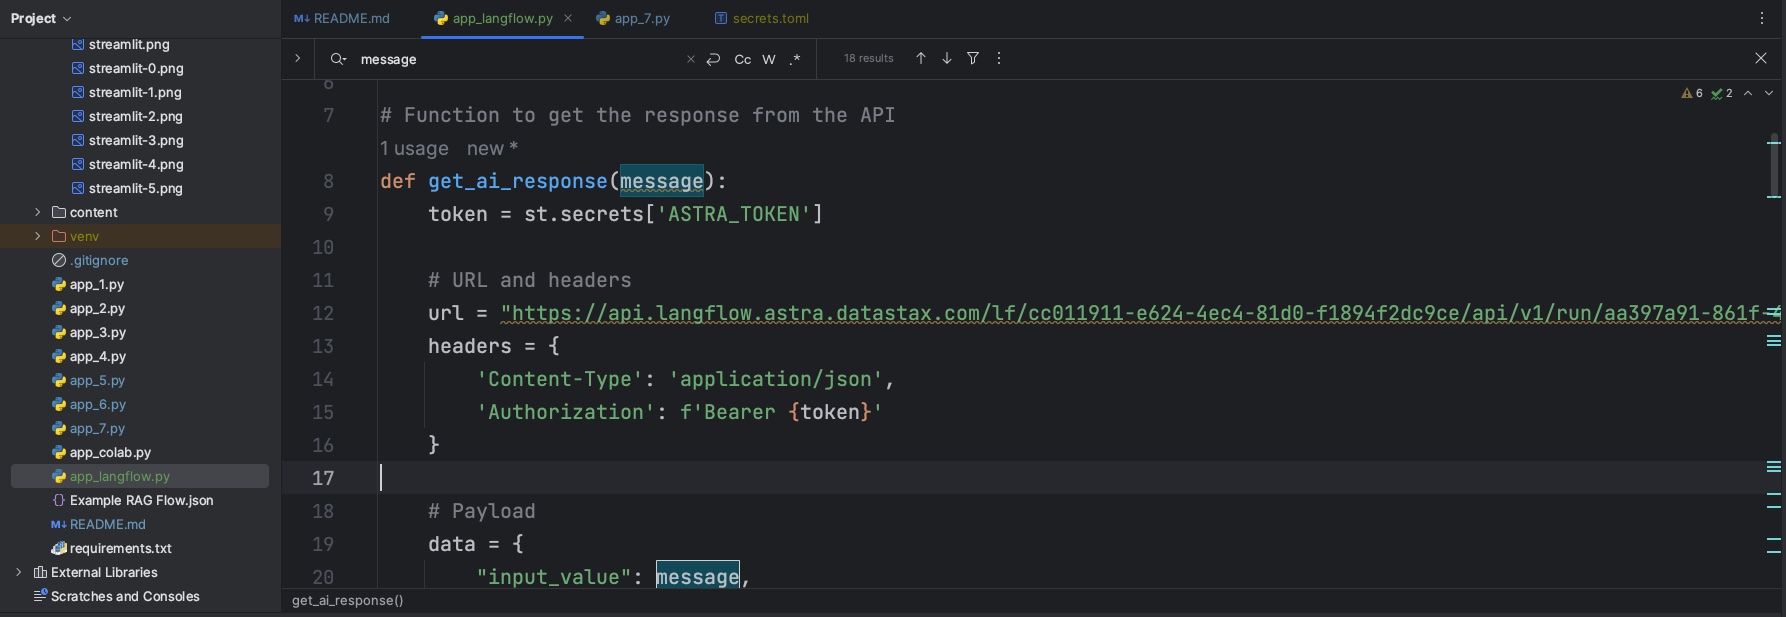 Project
README.md
app_langflow.py
app_7.py
secrets.toml
message
Cc
W
.*
18 results
6
2
streamlit.png
streamlit-0.png
streamlit-1.png
streamlit-2.png
streamlit-3.png
streamlit-4.png
streamlit-5.png
content
venv
.gitignore
app_1.py
app_2.py
app_3.py
app_4.py
app_5.py
app_6.py
app_7.py
app_colab.py
app_langflow.py
Example RAG Flow.json
README.md
requirements.txt
External Libraries
Scratches and Consoles
6
7 # Function to get the response from the API
1 usage new *
8 def get_ai_response(message):
9 token = st.secrets['ASTRA_TOKEN']
10
11 # URL and headers
12 url = "https://api.langflow.astra.datastax.com/lf/cc011911-e624-4ec4-81d0-f1894f2dc9ce/api/v1/run/aa397a91-861f-
13 headers = {
14 'Content-Type': 'application/json',
15 'Authorization': f'Bearer {token}'
16 }
17
18 # Payload
19 data = {
20 "input_value": message,
get_ai_response()